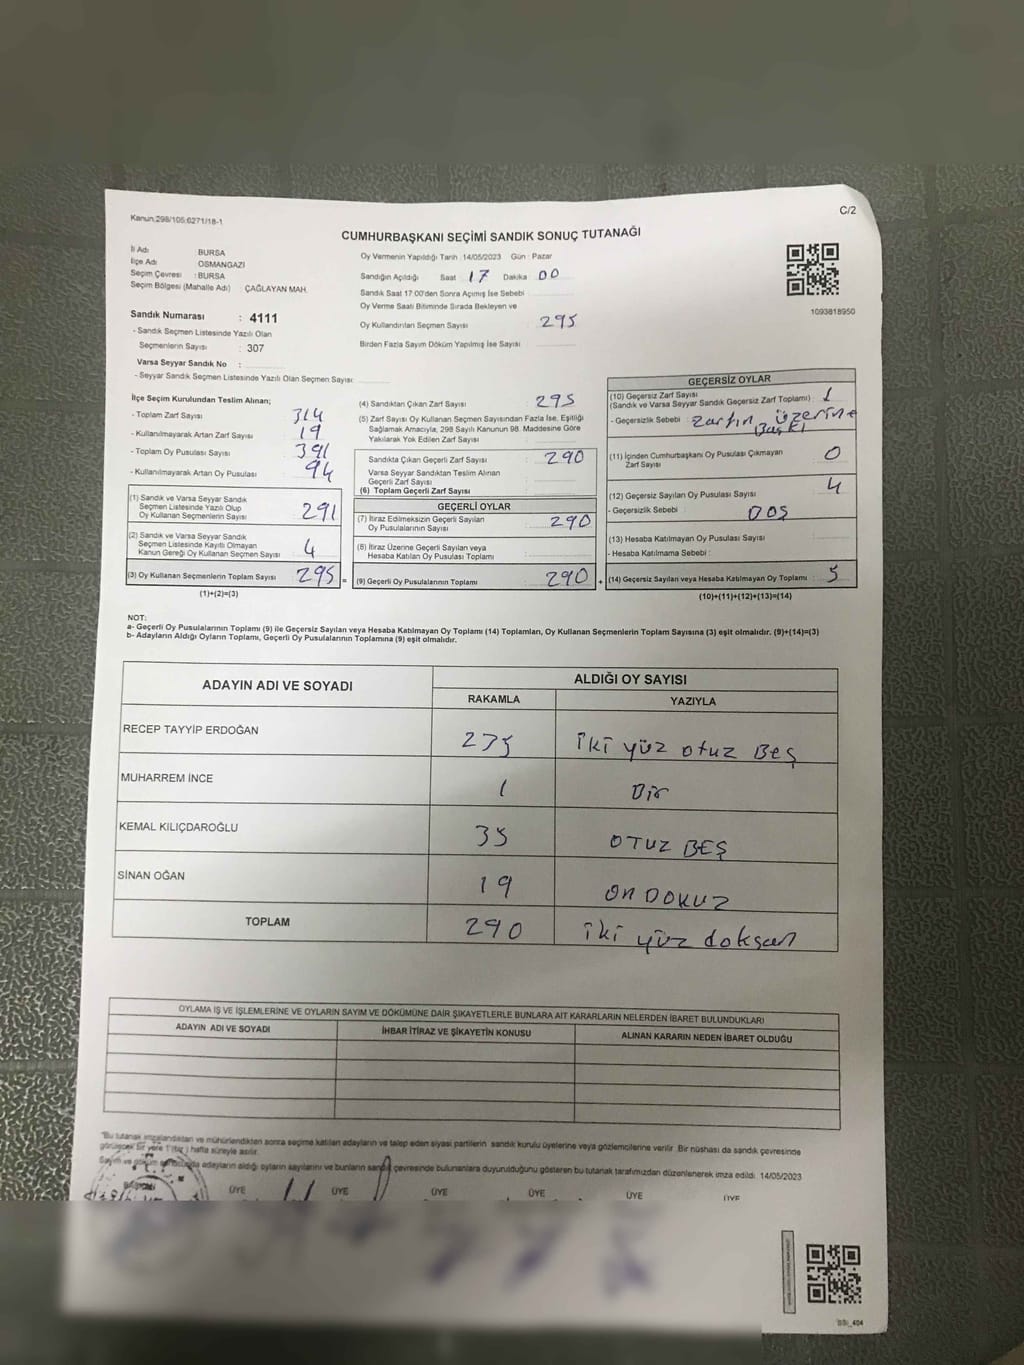 Kanun:298/105;6271/18-1
C/2
CUMHURBAŞKANI SEÇİMİ SANDIK SONUÇ TUTANAĞI
İl Adı BURSA
İlçe Adı OSMANGAZİ
Seçim Çevresi : BURSA
Seçim Bölgesi (Mahalle Adı) : ÇAĞLAYAN MAH.
Sandık Numarası : 4111
- Sandık Seçmen Listesinde Yazılı Olan
Seçmenlerin Sayısı : 307
Varsa Seyyar Sandık No :
- Seyyar Sandık Seçmen Listesinde Yazılı Olan Seçmen Sayısı:
Oy Vermenin Yapıldığı Tarih : 14/05/2023 Gün : Pazar
Sandığın Açıldığı Saat 17 Dakika 00
Sandık Saat 17:00'den Sonra Açımış İse Sebebi
Oy Verme Saati Bitiminde Sırada Bekleyen ve
Oy Kullandırılan Seçmen Sayısı : 295
Birden Fazla Sayım Döküm Yapılmış İse Sayısı :
1093818950
İlçe Seçim Kurulundan Teslim Alınan;
- Toplam Zarf Sayısı 314
- Kullanılmayarak Artan Zarf Sayısı : 19
- Toplam Oy Pusulası Sayısı : 391
- Kullanılmayarak Artan Oy Pusulası : 94
(1) Sandık ve Varsa Seyyar Sandık
Seçmen Listesinde Yazılı Olup
Oy Kullanan Seçmenlerin Sayısı 291
(2) Sandık ve Varsa Seyyar Sandık
Seçmen Listesinde Kayıtlı Olmayan
Kanun Gereği Oy Kullanan Seçmen Sayısı 4
(3) Oy Kullanan Seçmenlerin Toplam Sayısı 295 =
(1)+(2)=(3)
(4) Sandıktan Çıkan Zarf Sayısı : 295
(5) Zarf Sayısı Oy Kullanan Seçmen Sayısından Fazla İse, Eşitliği
Sağlamak Amacıyla, 298 Sayılı Kanunun 98. Maddesine Göre
Yakılarak Yok Edilen Zarf Sayısı :
Sandıkta Çıkan Geçerli Zarf Sayısı : 290
Varsa Seyyar Sandıktan Teslim Alınan
Geçerli Zarf Sayısı
(6) Toplam Geçerli Zarf Sayısı
GEÇERLİ OYLAR
(7) İtiraz Edilmeksizin Geçerli Sayılan
Oy Pusulalarının Sayısı : 290
(8) İtiraz Üzerine Geçerli Sayılan veya
Hesaba Katılan Oy Pusulası Toplamı :
(9) Geçerli Oy Pusulalarının Toplamı : 290 +
GEÇERSİZ OYLAR
(10) Geçersiz Zarf Sayısı
(Sandık ve Varsa Seyyar Sandık Geçersiz Zarf Toplamı) : 1
- Geçersizlik Sebebi : zarfın üzerine
Baskı
(11) İçinden Cumhurbaşkanı Oy Pusulası Çıkmayan
Zarf Sayısı : 0
(12) Geçersiz Sayılan Oy Pusulası Sayısı : 4
- Geçersizlik Sebebi :
(13) Hesaba Katılmayan Oy Pusulası Sayısı :
- Hesaba Katılmama Sebebi :
(14) Geçersiz Sayılan veya Hesaba Katılmayan Oy Toplamı : 5
(10)+(11)+(12)+(13)=(14)
NOT:
a- Geçerli Oy Pusulalarının Toplamı (9) ile Geçersiz Sayılan veya Hesaba Katılmayan Oy Toplamı (14) Toplamları, Oy Kullanan Seçmenlerin Toplam Sayısına (3) eşit olmalıdır. (9)+(14)=(3)
b- Adayların Aldığı Oyların Toplamı, Geçerli Oy Pusulalarının Toplamına (9) eşit olmalıdır.
ADAYIN ADI VE SOYADI ALDIĞI OY SAYISI
RAKAMLA YAZIYLA
RECEP TAYYİP ERDOĞAN 235 iki yüz otuz Beş
MUHARREM İNCE 1 Bir
KEMAL KILIÇDAROĞLU 35 OTUZ BEŞ
SİNAN OĞAN 19 ON DOKUZ
TOPLAM 290 iki yüz doksan
OYLAMA İŞ VE İŞLEMLERİNE VE OYLARIN SAYIM VE DÖKÜMÜNE DAİR ŞİKAYETLERLE BUNLARA AİT KARARLARIN NELERDEN İBARET BULUNDUKLARI
ADAYIN ADI VE SOYADI İHBAR İTİRAZ VE ŞİKAYETİN KONUSU ALINAN KARARIN NEDEN İBARET OLDUĞU
"Bu tutanak imzalandıktan ve mühürlendikten sonra seçime katılan adayların ve talep eden siyasi partilerin sandık kurulu üyelerine veya gözlemcilerine verilir. Bir nüshası da sandık çevresinde
görülecek bir yere 1 (bir) hafta süreyle asılır.
Sayım ve döküm adayların aldığı oyların sayılarını ve bunların sandık çevresinde bulunanlara duyurulduğunu gösteren bu tutanak tarafımızdan düzenlenerek imza edildi. 14/05/2023
BAŞKAN ÜYE ÜYE ÜYE ÜYE ÜYE ÜYE